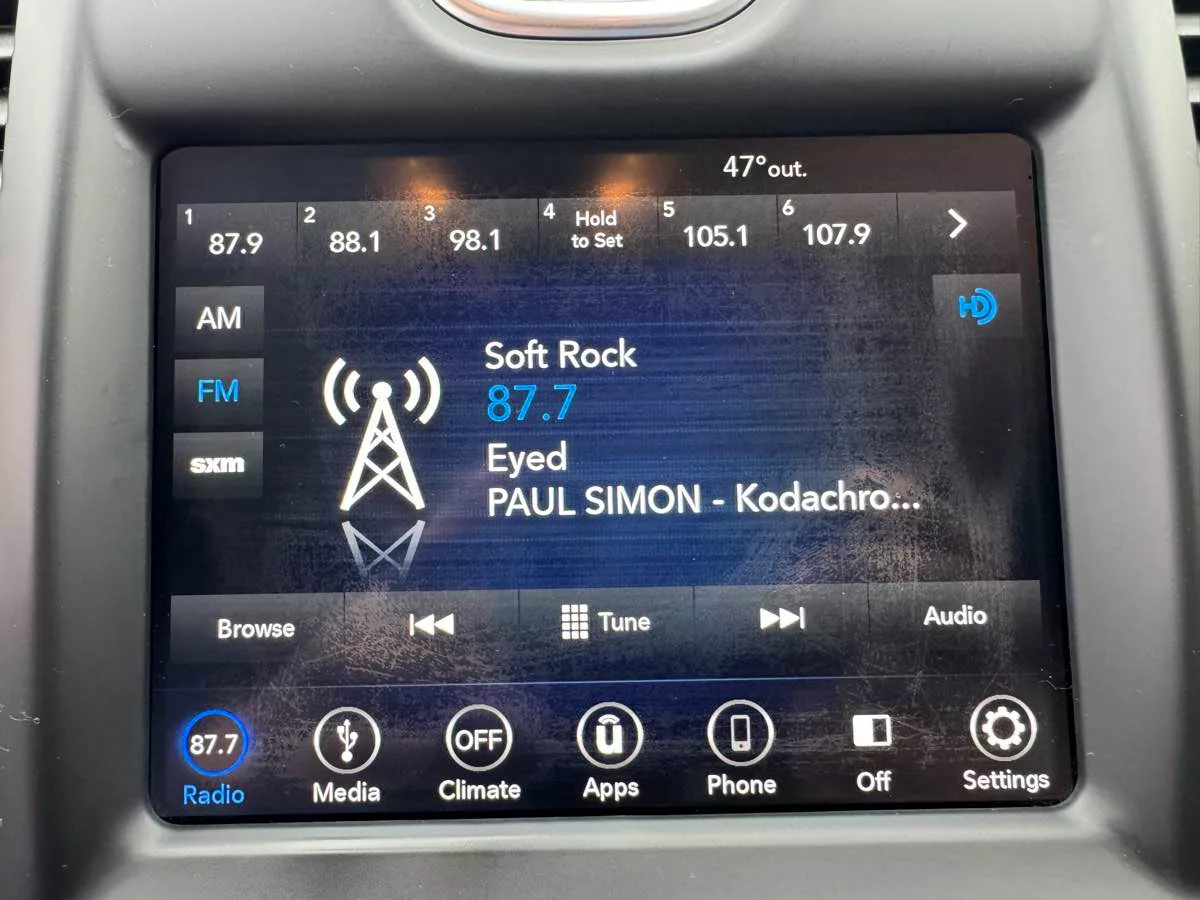 47°out.
1 87.9
2 88.1
3 98.1
4 Hold to Set
5 105.1
6 107.9
AM
FM
sxm
HD
Soft Rock
87.7
Eyed
PAUL SIMON - Kodachro...
Browse
Tune
Audio
87.7
Radio
Media
OFF
Climate
u
Apps
Phone
Off
Settings